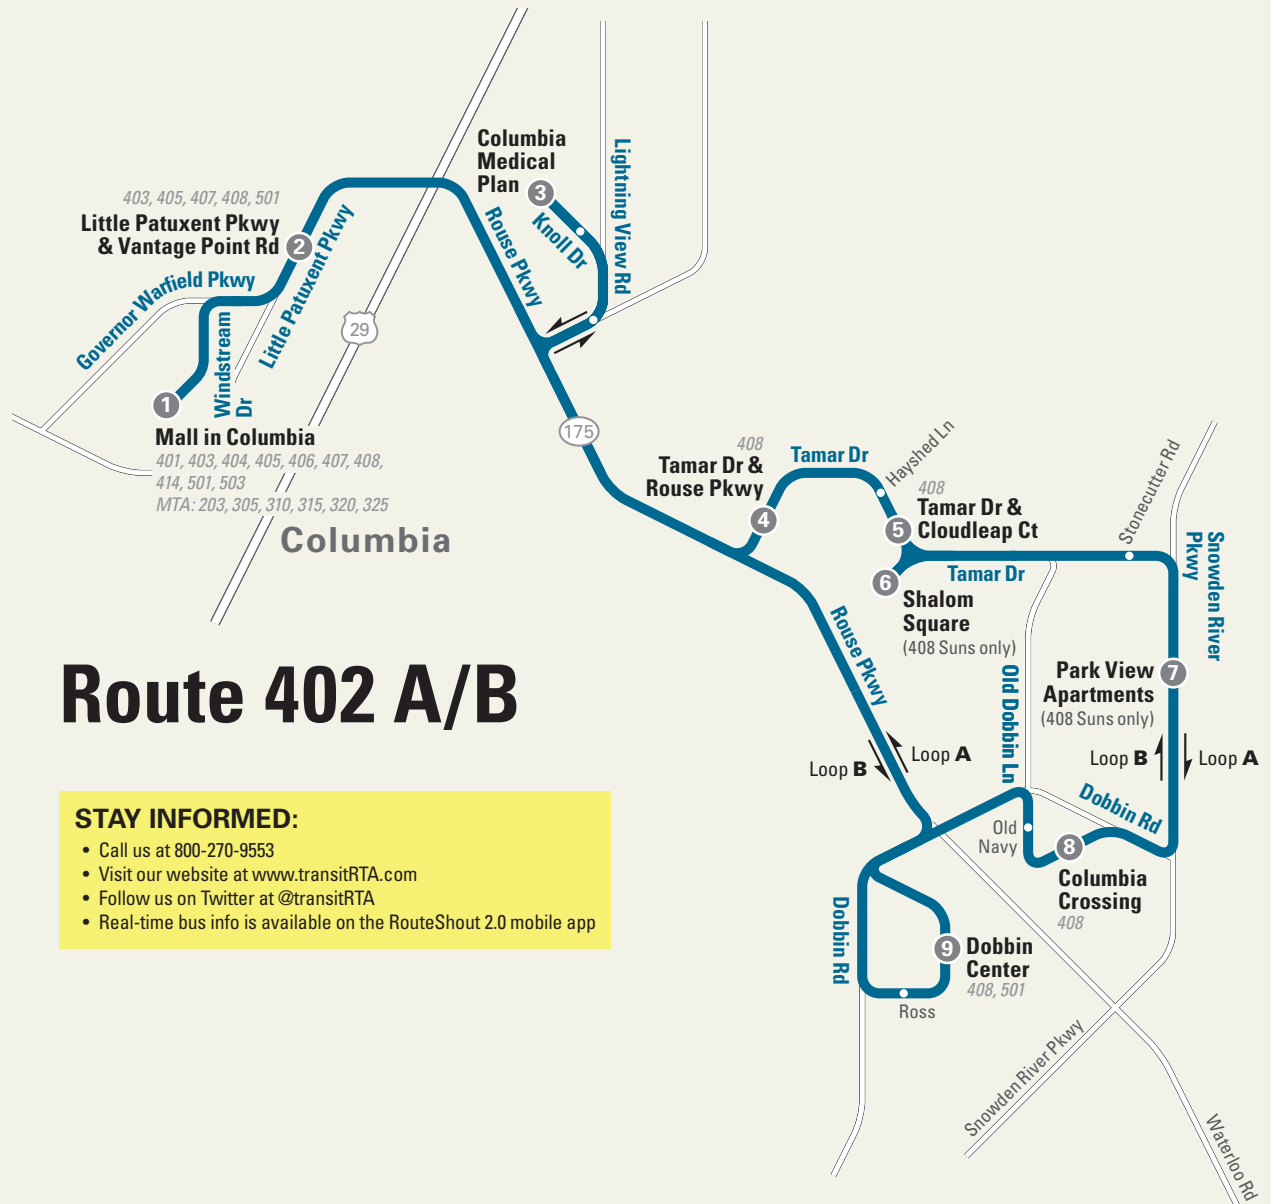 Columbia
Medical
Plan
3
Lightning View Rd
Knoll Dr
Rouse Pkwy
403, 405, 407, 408, 501
Little Patuxent Pkwy
& Vantage Point Rd
2
Little Patuxent Pkwy
Governor Warfield Pkwy
Windstream
Dr
29
1
Mall in Columbia
401, 403, 404, 405, 406, 407, 408,
414, 501, 503
MTA: 203, 305, 310, 315, 320, 325
Columbia
175
408
Tamar Dr &
Rouse Pkwy
4
Tamar Dr
Hayshed Ln
408
Tamar Dr &
Cloudleap Ct
5
Stonecutter Rd
Snowden River
Pkwy
6
Tamar Dr
Shalom
Square
(408 Suns only)
Rouse Pkwy
Old Dobbin Ln
Park View
Apartments
(408 Suns only)
7
Loop B
Loop A
Loop B
Loop A
Dobbin Rd
Old
Navy
8
Columbia
Crossing
408
Dobbin Rd
9
Dobbin
Center
408, 501
Ross
Snowden River Pkwy
Waterloo Rd
Route 402 A/B
STAY INFORMED:
• Call us at 800-270-9553
• Visit our website at www.transitRTA.com
• Follow us on Twitter at @transitRTA
• Real-time bus info is available on the RouteShout 2.0 mobile app